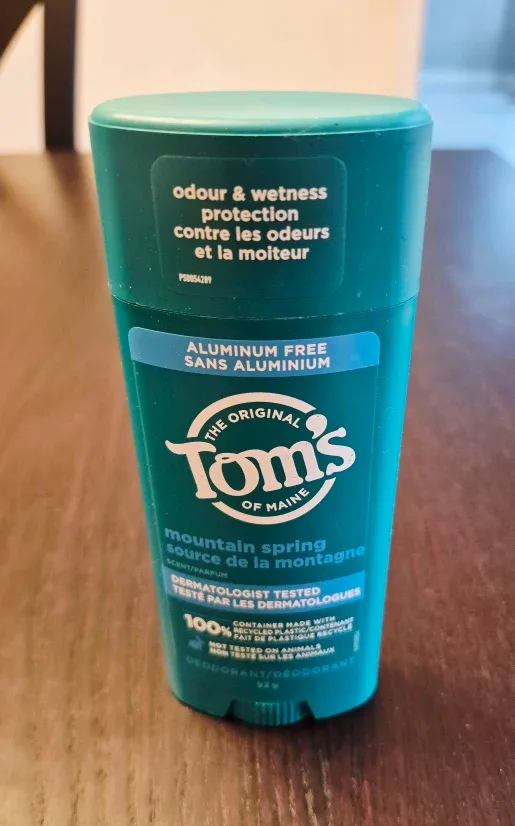 odour & wetness
protection
contre les odeurs
et la moiteur
PS0054209
ALUMINUM FREE
SANS ALUMINIUM
THE ORIGINAL
Tom's
OF MAINE
mountain spring
source de la montagne
SCENT/PARFUM
DERMATOLOGIST TESTED
TESTÉ PAR LES DERMATOLOGUES
100% CONTAINER MADE WITH
RECYCLED PLASTIC/CONTENANT
FAIT DE PLASTIQUE RECYCLÉ
NOT TESTED ON ANIMALS
NON TESTÉ SUR LES ANIMAUX
DEODORANT/DÉODORANT
92 g